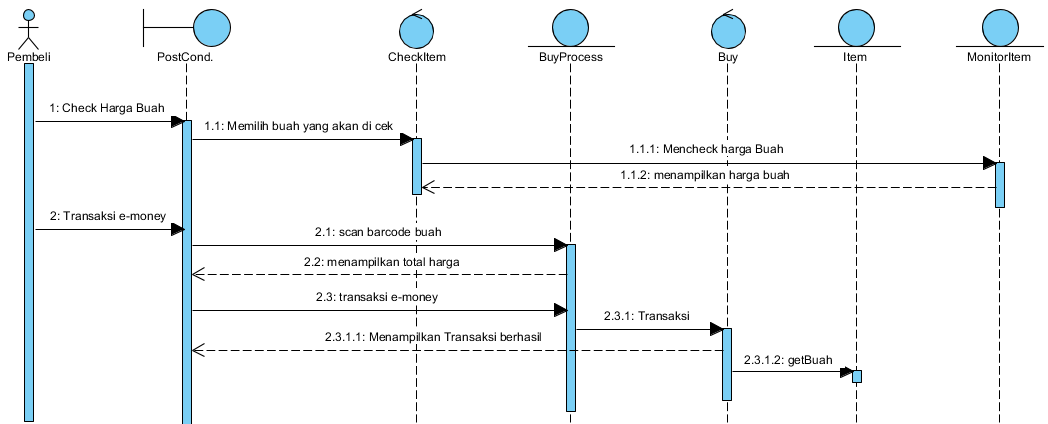 Pembeli
PostCond.
CheckItem
BuyProcess
Buy
Item
MonitorItem
1: Check Harga Buah
1.1: Memilih buah yang akan di cek
1.1.1: Mencheck harga Buah
1.1.2: menampilkan harga buah
2: Transaksi e-money
2.1: scan barcode buah
2.2: menampilkan total harga
2.3: transaksi e-money
2.3.1: Transaksi
2.3.1.1: Menampilkan Transaksi berhasil
2.3.1.2: getBuah